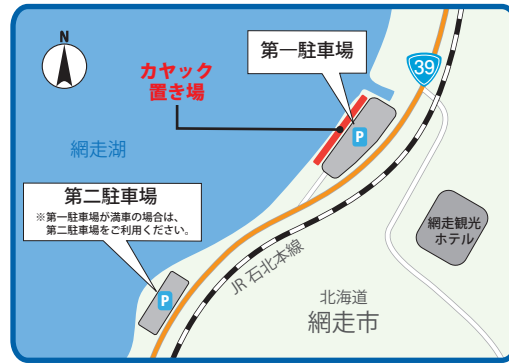 N
第一駐車場
39
カヤック
置き場
P
網走湖
第二駐車場
※第一駐車場が満車の場合は、
第二駐車場をご利用ください。
P
網走観光
ホテル
JR 石北本線
北海道
網走市